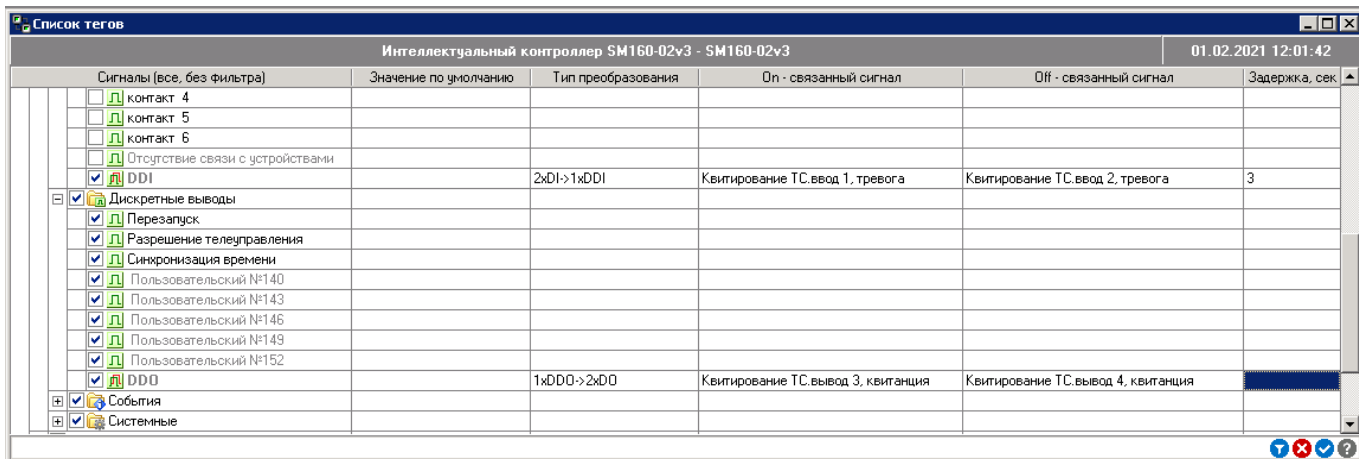 Список тегов
Интеллектуальный контроллер SM160-02v3 - SM160-02v3 01.02.2021 12:01:42
Сигналы (все, без фильтра) Значение по умолчанию Тип преобразования On - связанный сигнал Off - связанный сигнал Задержка, сек
контакт 4
контакт 5
контакт 6
Отсутствие связи с устройствами
DDI 2xDI->1xDDI Квитирование ТС.ввод 1, тревога Квитирование ТС.ввод 2, тревога 3
Дискретные выводы
Перезапуск
Разрешение телеуправления
Синхронизация времени
Пользовательский №140
Пользовательский №143
Пользовательский №146
Пользовательский №149
Пользовательский №152
DDO 1xDDO->2xDO Квитирование ТС.вывод 3, квитанция Квитирование ТС.вывод 4, квитанция
События
Системные